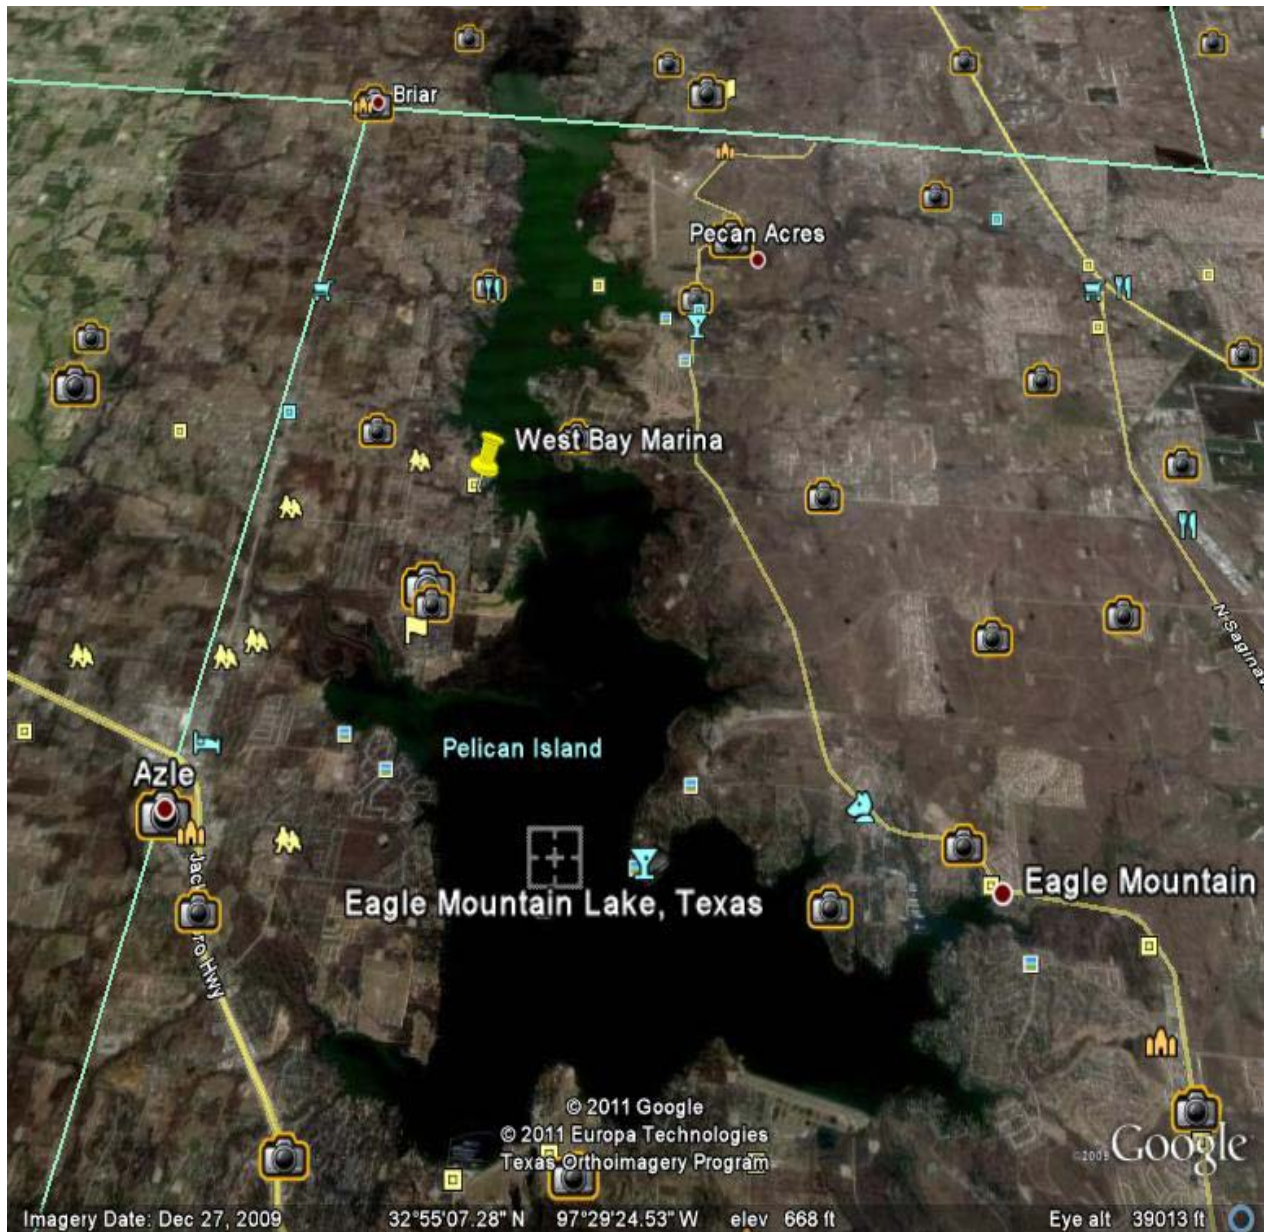 Briar
Pecan Acres
West Bay Marina
Pelican Island
Azle
Eagle Mountain
Eagle Mountain Lake, Texas
© 2011 Google
© 2011 Europa Technologies
Texas Orthoimagery Program
©2009 Google
Imagery Date: Dec 27, 2009 32°55'07.28" N 97°29'24.53" W elev 668 ft Eye alt 39013 ft